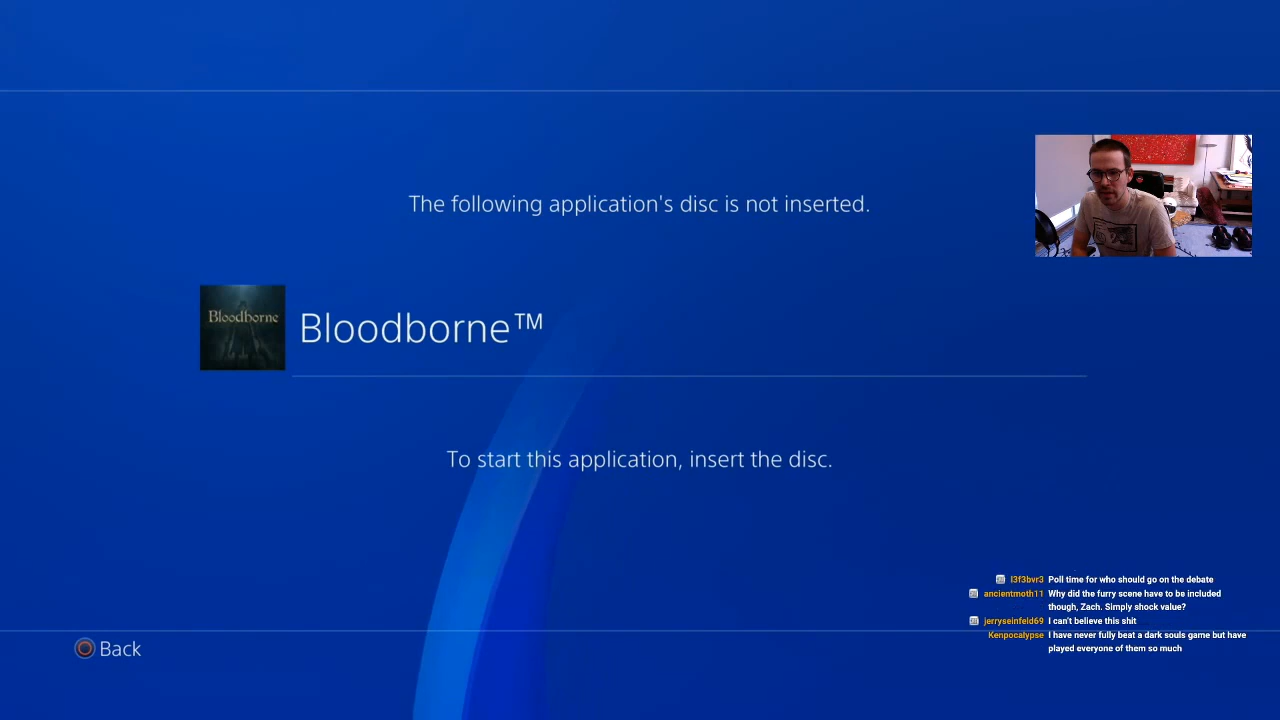 The following application's disc is not inserted.
Bloodborne
Bloodborne™
To start this application, insert the disc.
l3f3bvr3 Poll time for who should go on the debate
ancientmoth11 Why did the furry scene have to be included
though, Zach. Simply shock value?
jerryseinfeld69 I can't believe this shit
Kenpocalypse I have never fully beat a dark souls game but have
played everyone of them so much
Back